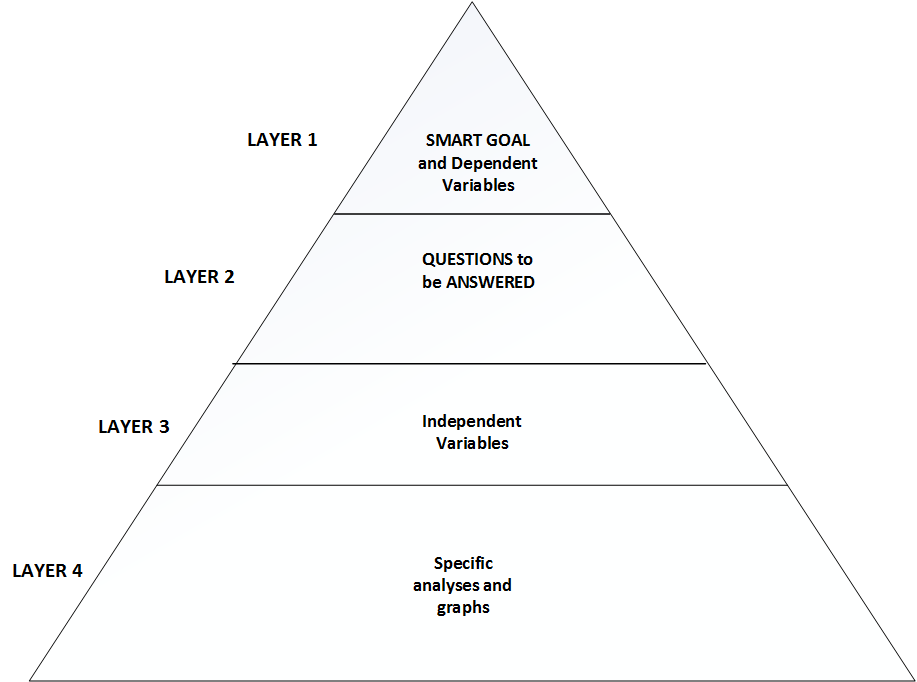 LAYER 1
SMART GOAL
and Dependent
Variables
LAYER 2
QUESTIONS to
be ANSWERED
LAYER 3
Independent
Variables
LAYER 4
Specific
analyses and
graphs